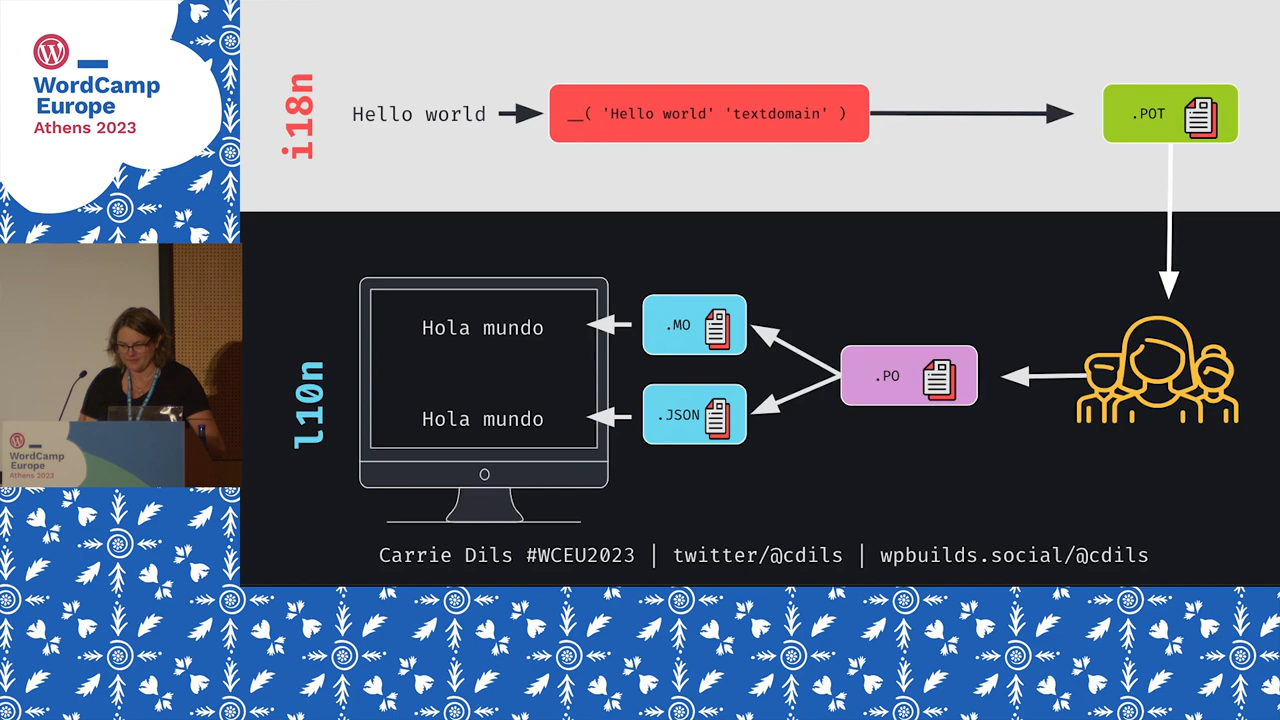 WordCamp
Europe
Athens 2023
i18n
Hello world
__( 'Hello world' 'textdomain' )
.POT
l10n
Hola mundo
Hola mundo
.MO
.JSON
.PO
Carrie Dils #WCEU2023 | twitter/@cdils | wpbuilds.social/@cdils
WordCamp
Europe
Athens 2023